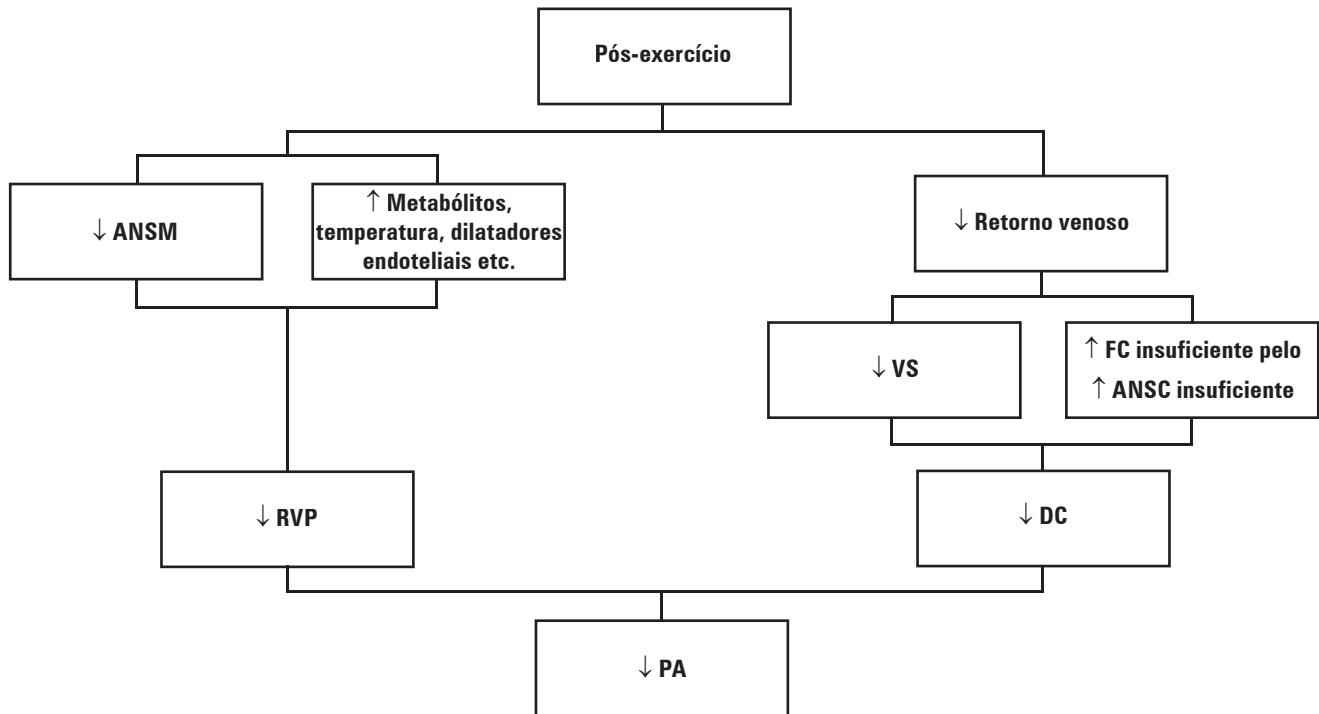 Pós-exercício
↓ ANSM
↑ Metabólitos,
temperatura, dilatadores
endoteliais etc.
↓ Retorno venoso
↓ VS
↑ FC insuficiente pelo
↑ ANSC insuficiente
↓ RVP
↓ DC
↓ PA